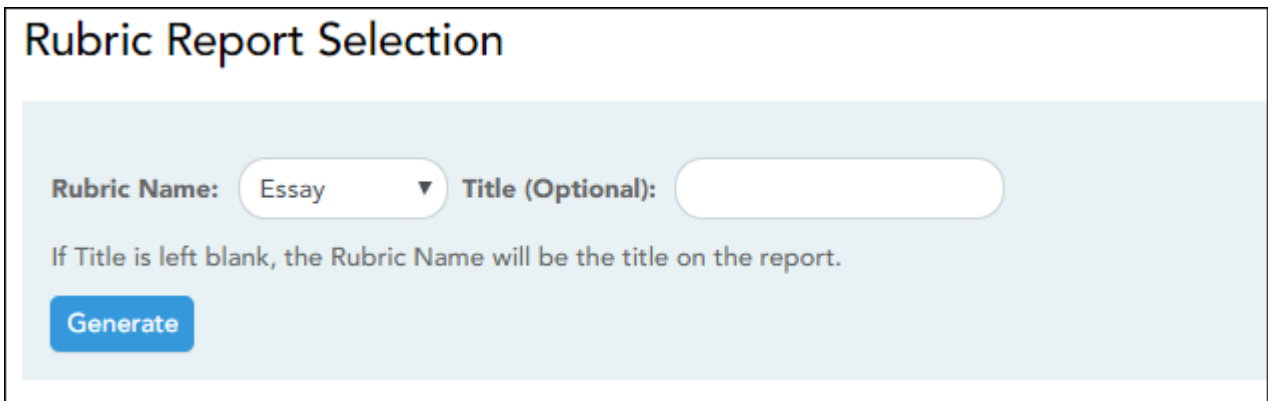 Rubric Report Selection
Rubric Name: Essay ▼ Title (Optional):
If Title is left blank, the Rubric Name will be the title on the report.
Generate